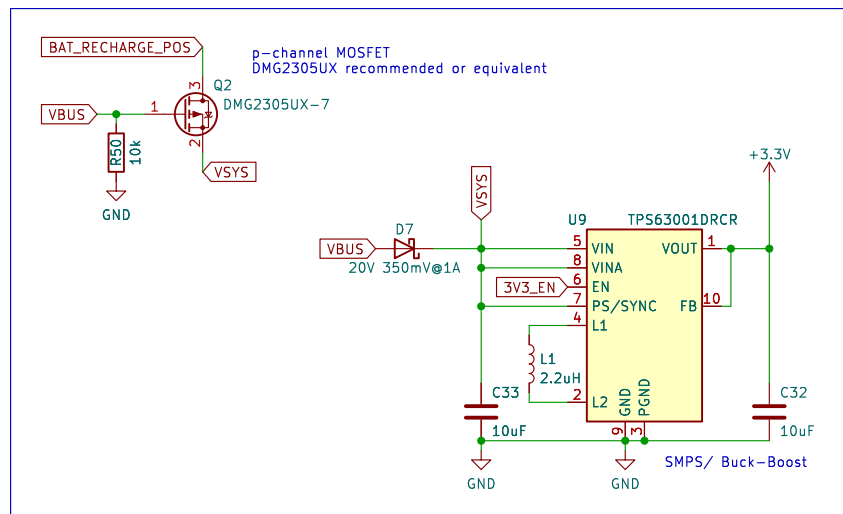 BAT_RECHARGE_POS
p-channel MOSFET
DMG2305UX recommended or equivalent
3
Q2
DMG2305UX-7
VBUS
1
R50
10k
2
VSYS
GND
VSYS
+3.3V
U9
TPS63001DRCR
D7
VBUS
20V 350mV@1A
5
VIN
VOUT
1
8
VINA
3V3_EN
6
EN
7
PS/SYNC
FB
10
4
L1
L1
2.2uH
2
L2
GND
PGND
9
3
C33
10uF
C32
10uF
SMPS/ Buck-Boost
GND
GND